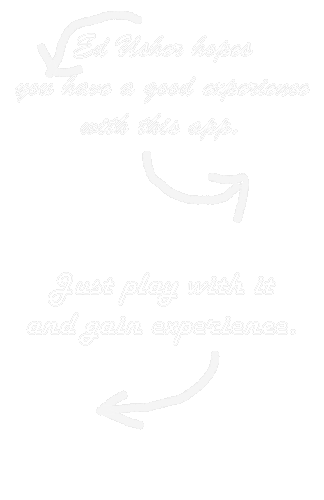 Ed Usher hopes
you have a good experience
with this app.
Just play with it
and gain experience.